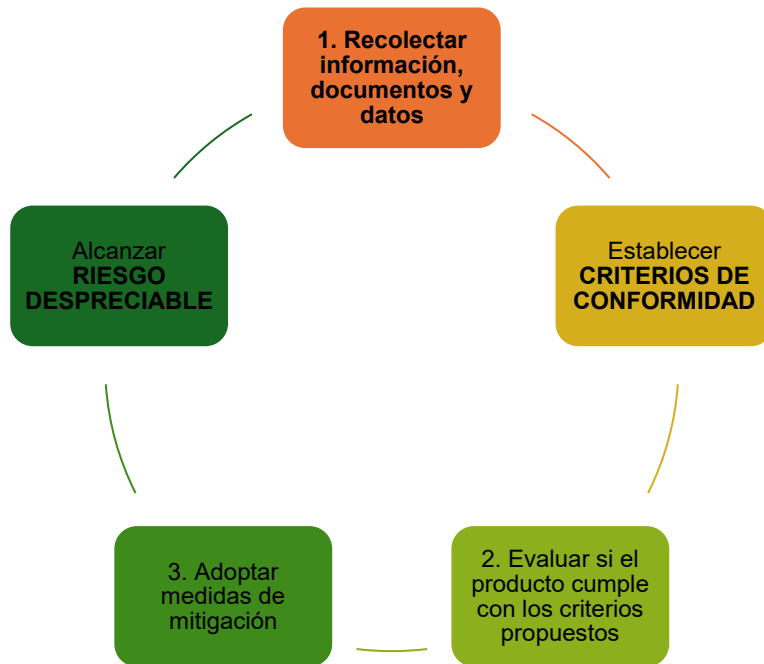 1. Recolectar
información,
documentos y
datos
Establecer
CRITERIOS DE
CONFORMIDAD
2. Evaluar si el
producto cumple
con los criterios
propuestos
3. Adoptar
medidas de
mitigación
Alcanzar
RIESGO
DESPRECIABLE